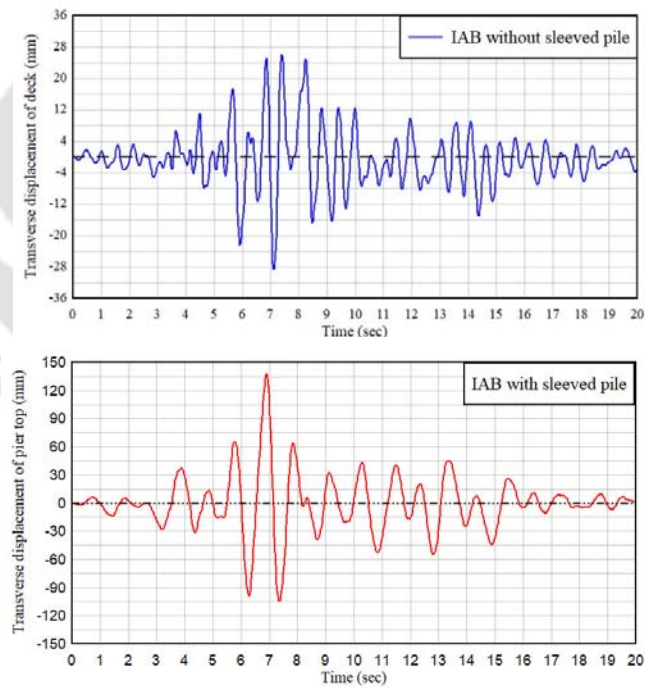 Transverse displacement of deck (mm)
36
28
20
12
4
-4
-12
-20
-28
-36
IAB without sleeved pile
0 1 2 3 4 5 6 7 8 9 10 11 12 13 14 15 16 17 18 19 20
Time (sec)
Transverse displacement of pier top (mm)
150
120
90
60
30
0
-30
-60
-90
-120
-150
IAB with sleeved pile
0 1 2 3 4 5 6 7 8 9 10 11 12 13 14 15 16 17 18 19 20
Time (sec)